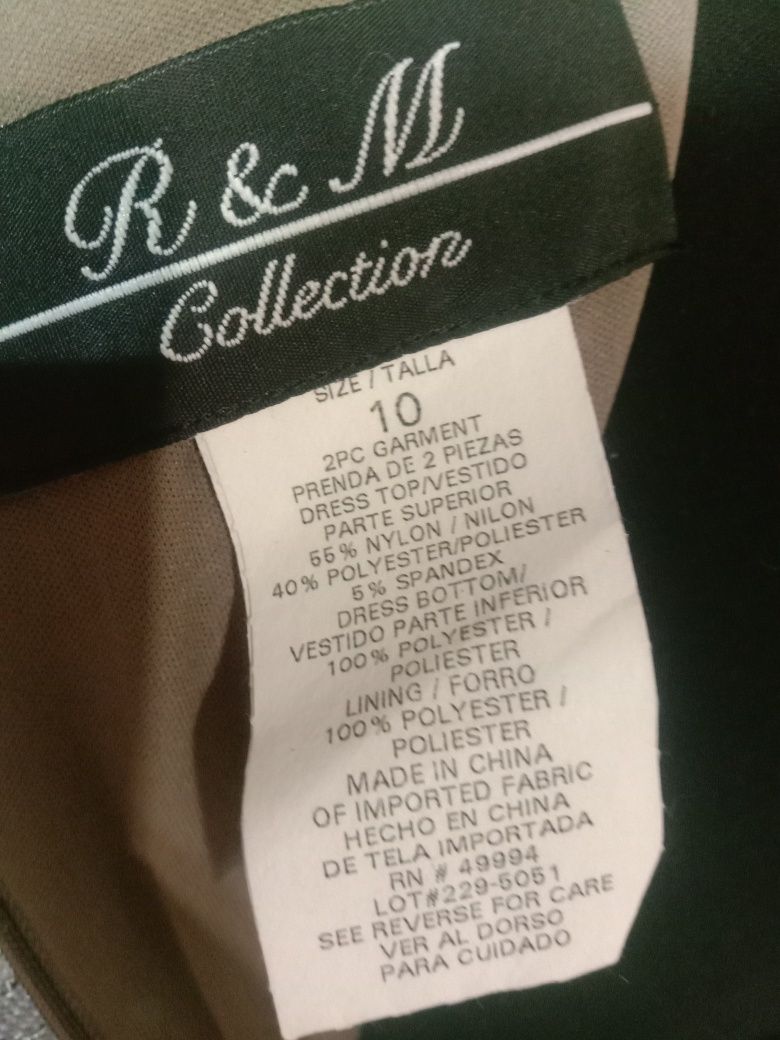 R & M
Collection
SIZE / TALLA
10
2PC GARMENT
PRENDA DE 2 PIEZAS
DRESS TOP/VESTIDO
PARTE SUPERIOR
55% NYLON / NILON
40% POLYESTER/POLIESTER
5% SPANDEX
DRESS BOTTOM/
VESTIDO PARTE INFERIOR
100% POLYESTER /
POLIESTER
LINING / FORRO
100% POLYESTER /
POLIESTER
MADE IN CHINA
OF IMPORTED FABRIC
HECHO EN CHINA
DE TELA IMPORTADA
RN # 49994
LOT#229-5051
SEE REVERSE FOR CARE
VER AL DORSO
PARA CUIDADO